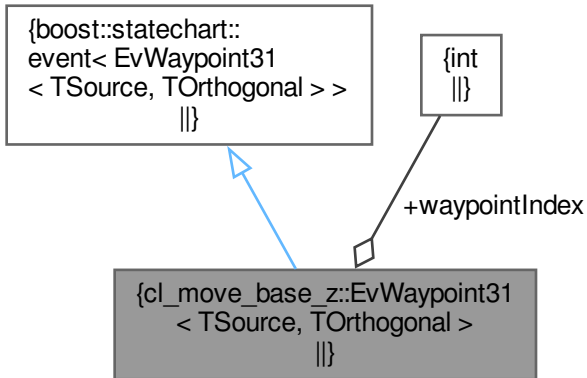 {boost::statechart::
event< EvWaypoint31
< TSource, TOrthogonal > >
||}
{int
||}
+waypointIndex
{cl_move_base_z::EvWaypoint31
< TSource, TOrthogonal >
||}